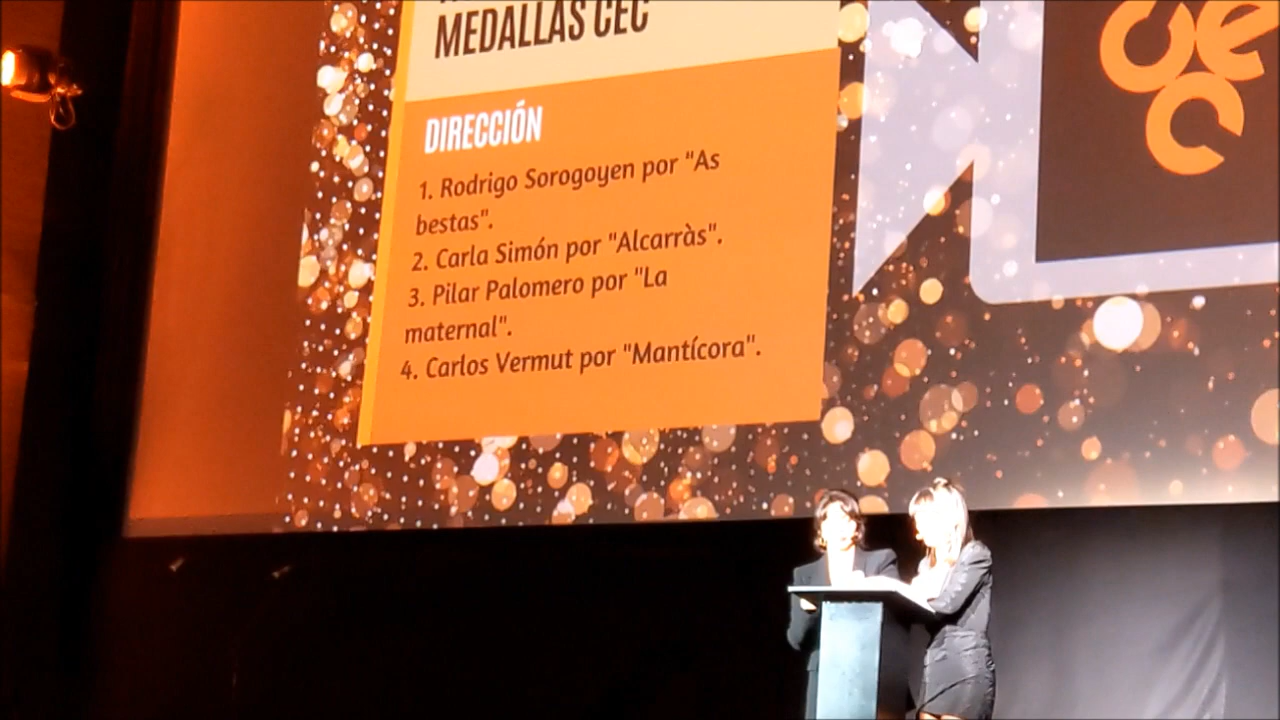 MEDALLAS CEC
DIRECCIÓN
1. Rodrigo Sorogoyen por "As
bestas".
2. Carla Simón por "Alcarràs".
3. Pilar Palomero por "La
maternal".
4. Carlos Vermut por "Mantícora".
cec